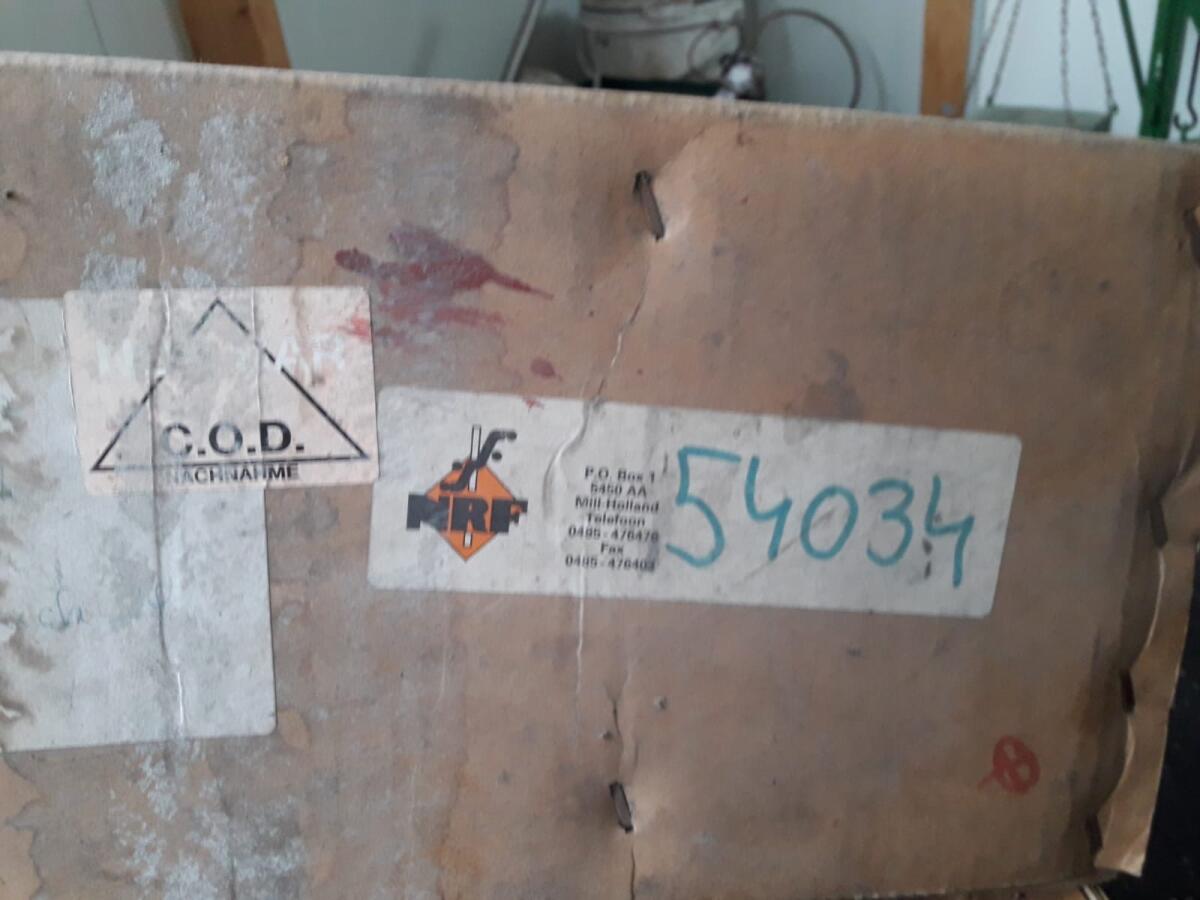 C.O.D.
NACHNAHME
NRF
P.O. Box 1
5450 AA
Mill-Holland
Telefoon
0485 - 476476
Fax
0485 - 476403
54034